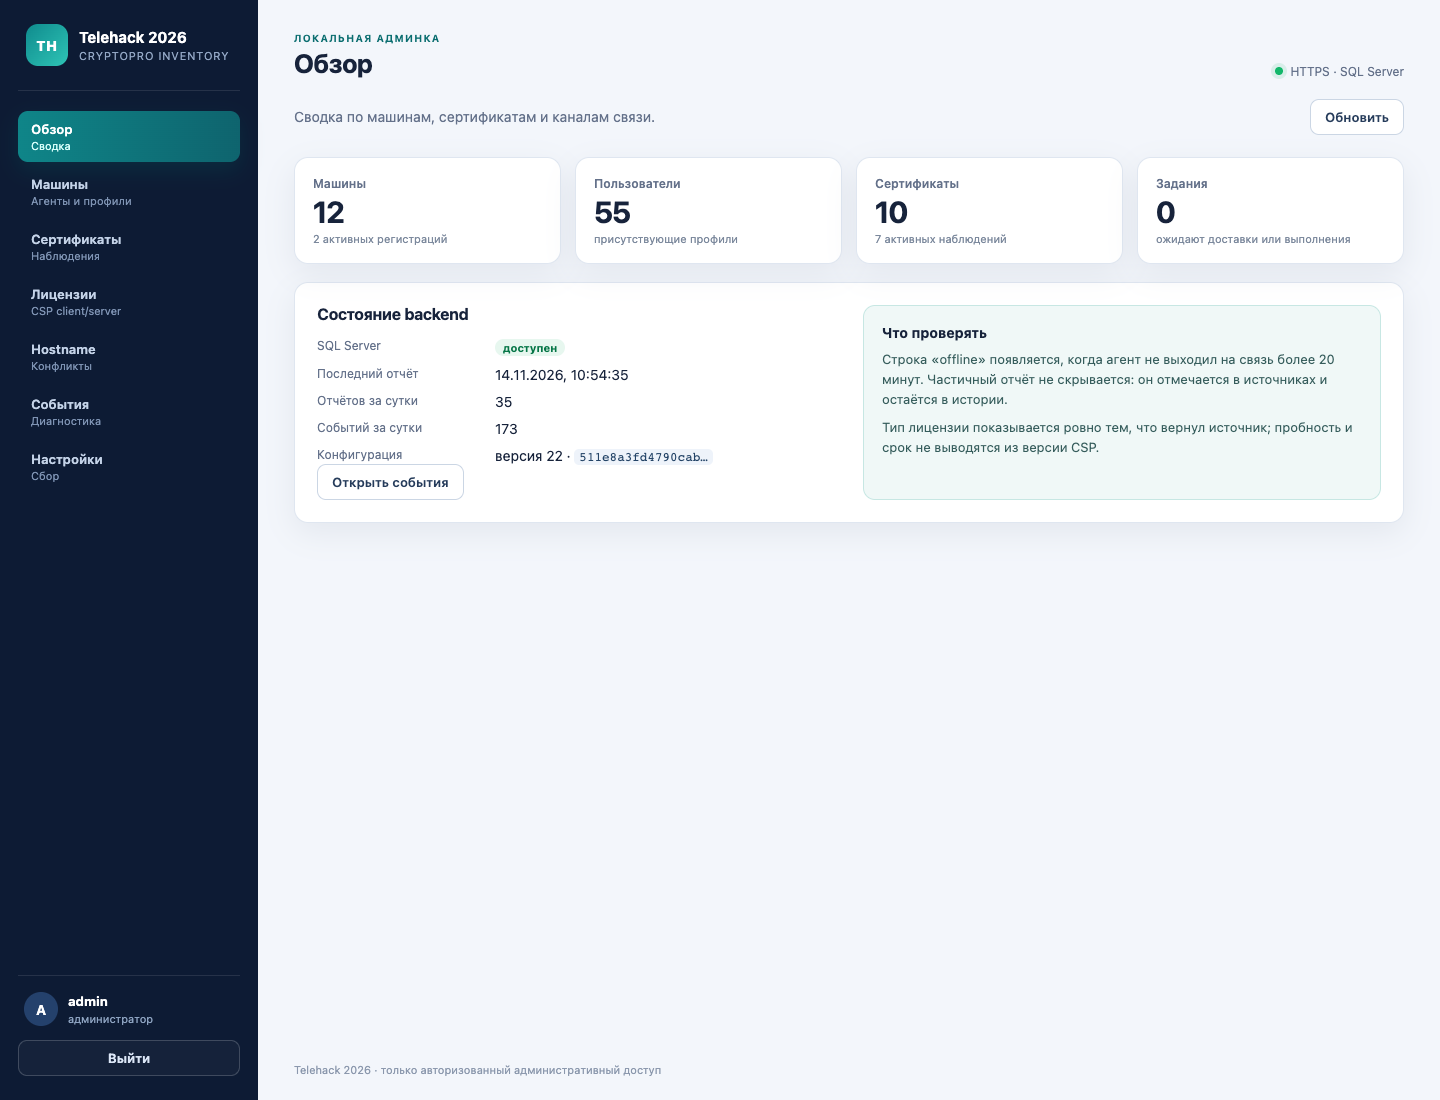 TH
Telehack 2026
CRYPTOPRO INVENTORY
Обзор
Сводка
Машины
Агенты и профили
Сертификаты
Наблюдения
Лицензии
CSP client/server
Hostname
Конфликты
События
Диагностика
Настройки
Сбор
A
admin
администратор
Выйти
ЛОКАЛЬНАЯ АДМИНКА
Обзор
HTTPS · SQL Server
Сводка по машинам, сертификатам и каналам связи.
Обновить
Машины
12
2 активных регистраций
Пользователи
55
присутствующие профили
Сертификаты
10
7 активных наблюдений
Задания
0
ожидают доставки или выполнения
Состояние backend
SQL Server доступен
Последний отчёт 14.11.2026, 10:54:35
Отчётов за сутки 35
Событий за сутки 173
Конфигурация версия 22 · 511e8a3fd4790cab…
Открыть события
Что проверять
Строка «offline» появляется, когда агент не выходил на связь более 20
минут. Частичный отчёт не скрывается: он отмечается в источниках и
остаётся в истории.
Тип лицензии показывается ровно тем, что вернул источник; пробность и
срок не выводятся из версии CSP.
Telehack 2026 · только авторизованный административный доступ